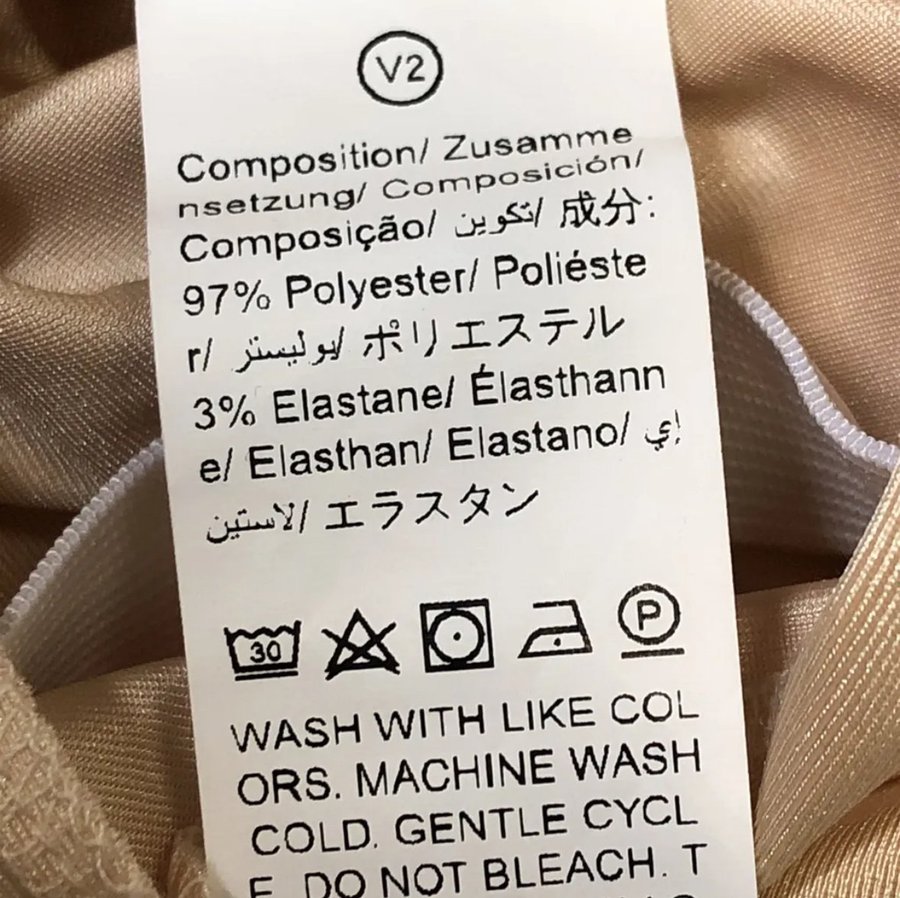 V2
Composition/ Zusamme
nsetzung/ Composición/
Composição/ تكوين/ 成分:
97% Polyester/ Poliéste
r/ بوليستر/ ポリエステル
3% Elastane/ Élasthann
e/ Elasthan/ Elastano/ إي
لاستين/ エラスタン
30 P
WASH WITH LIKE COL
ORS. MACHINE WASH
COLD. GENTLE CYCL
E. DO NOT BLEACH. T